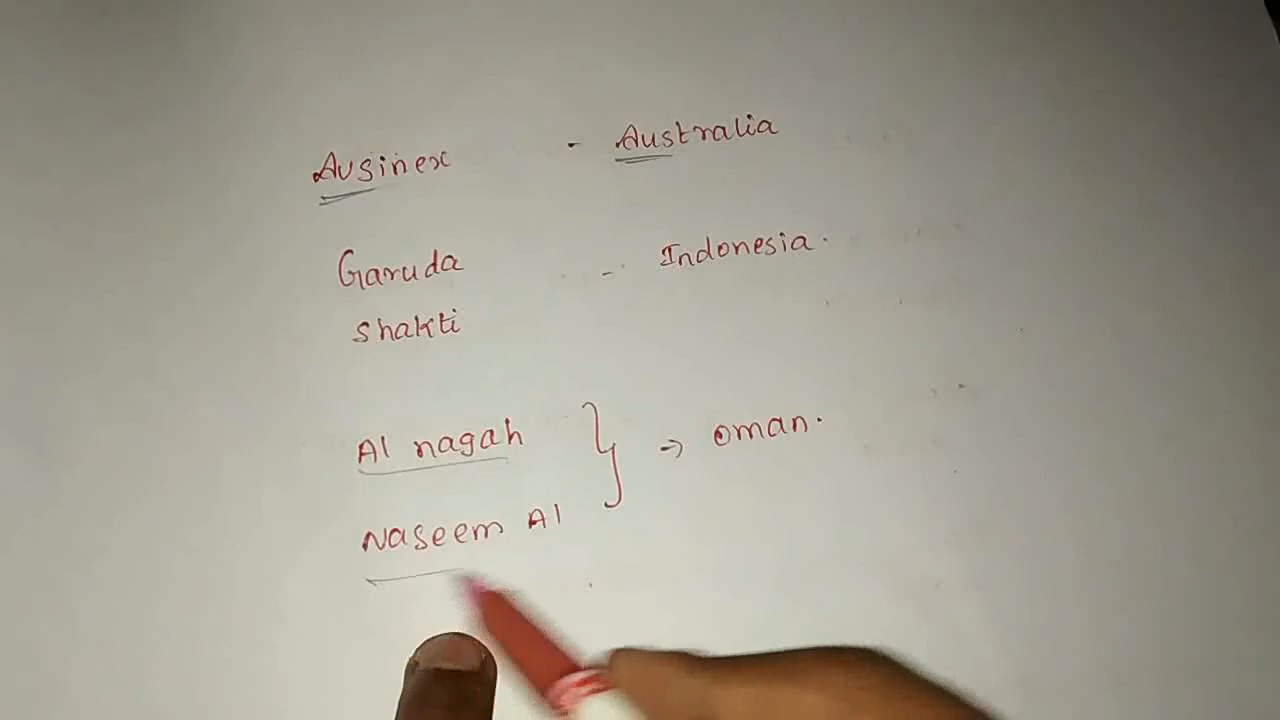 Ausinex - Australia
Garuda - Indonesia.
Shakti
Al nagah } → oman.
Naseem Al